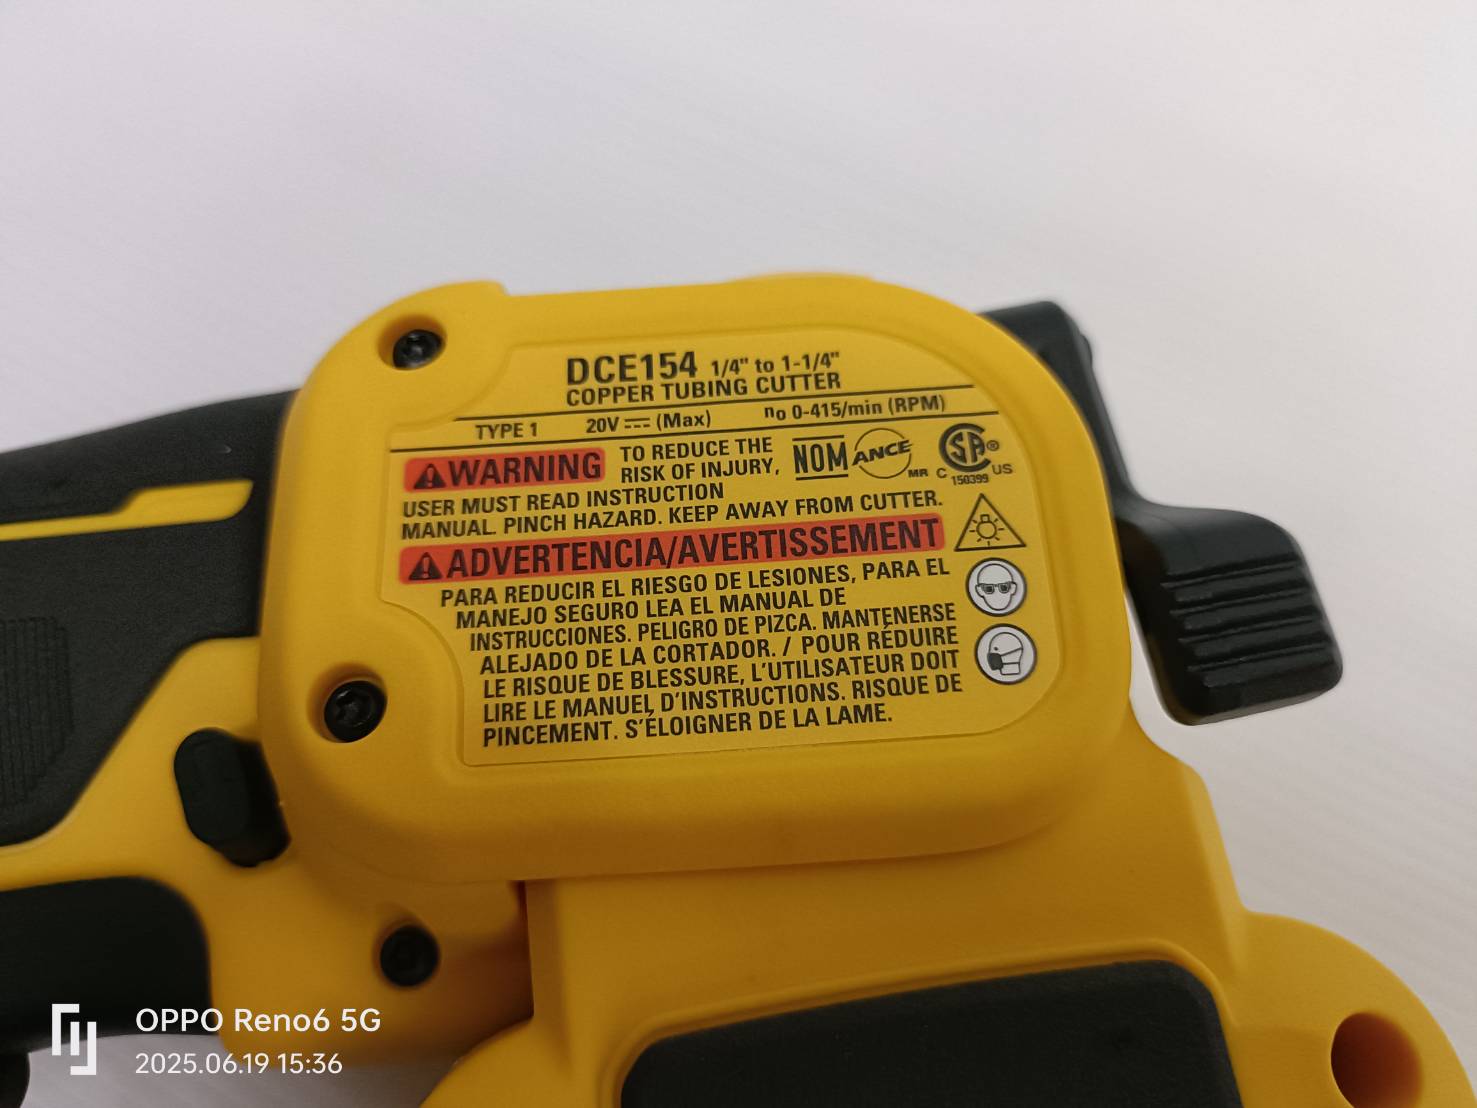 DCE154 1/4" to 1-1/4"
COPPER TUBING CUTTER
TYPE 1 20V ⎓ (Max) no 0-415/min (RPM)
⚠WARNING TO REDUCE THE
RISK OF INJURY,
NOM ANCE MR C SA® US
150399
USER MUST READ INSTRUCTION
MANUAL. PINCH HAZARD. KEEP AWAY FROM CUTTER.
⚠ADVERTENCIA/AVERTISSEMENT
PARA REDUCIR EL RIESGO DE LESIONES, PARA EL
MANEJO SEGURO LEA EL MANUAL DE
INSTRUCCIONES. PELIGRO DE PIZCA. MANTENERSE
ALEJADO DE LA CORTADOR. / POUR RÉDUIRE
LE RISQUE DE BLESSURE, L'UTILISATEUR DOIT
LIRE LE MANUEL D'INSTRUCTIONS. RISQUE DE
PINCEMENT. S'ÉLOIGNER DE LA LAME.
OPPO Reno6 5G
2025.06.19 15:36